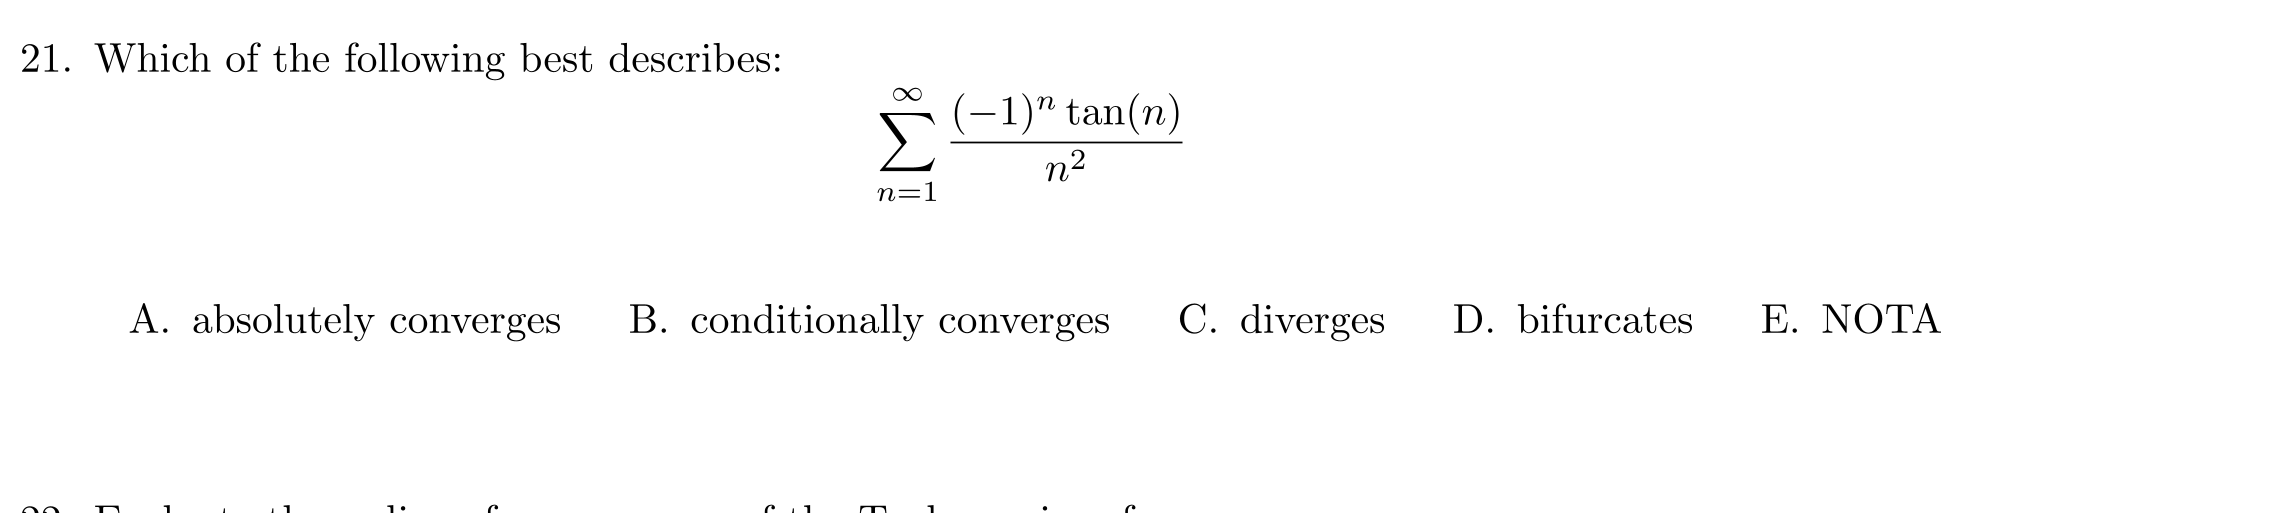 21. Which of the following best describes:
\sum_{n=1}^{\infty} \frac{(-1)^n \tan(n)}{n^2}
A. absolutely converges B. conditionally converges C. diverges D. bifurcates E. NOTA